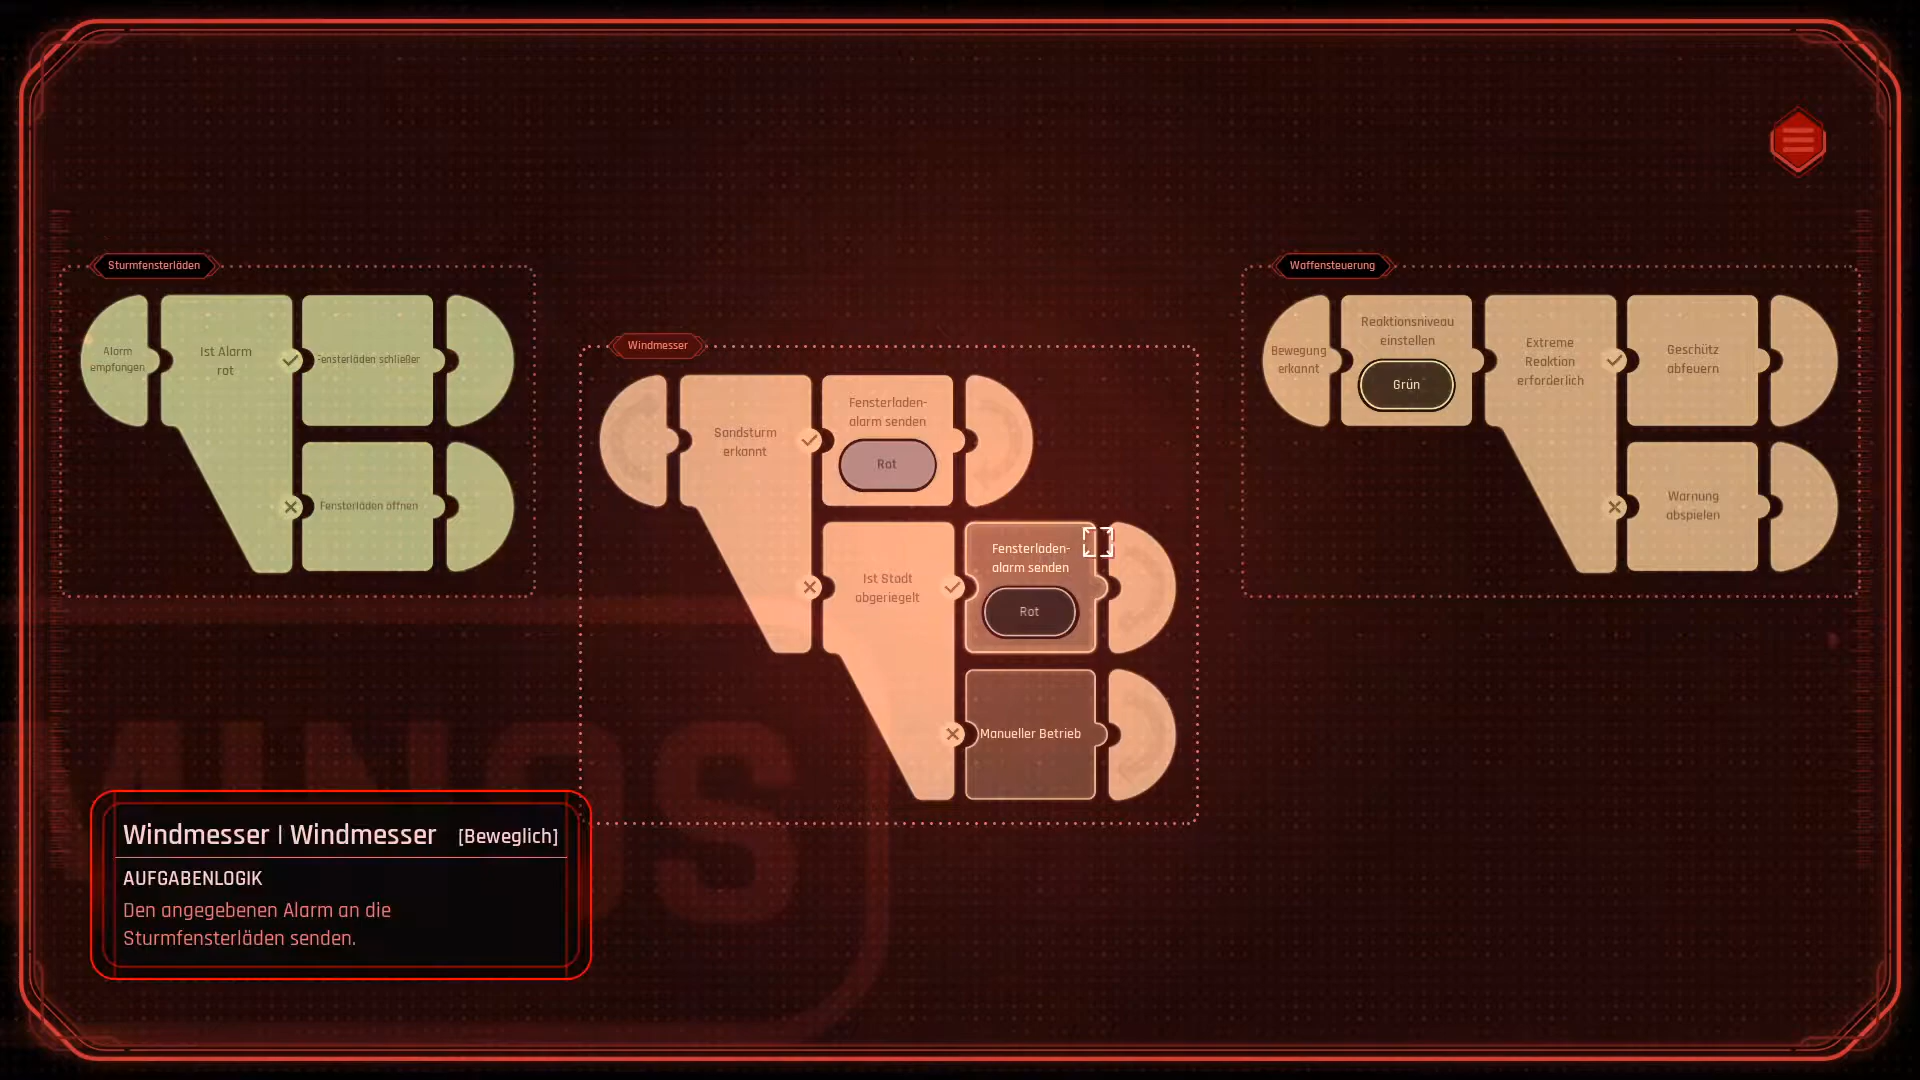 Sturmfensterläden
Alarm
empfangen
Ist Alarm
rot
Fensterläden schließen
Fensterläden öffnen
Windmesser
Sandsturm
erkannt
Fensterladen-
alarm senden
Rot
Ist Stadt
abgeriegelt
Fensterladen-
alarm senden
Rot
Manueller Betrieb
Waffensteuerung
Bewegung
erkannt
Reaktionsniveau
einstellen
Grün
Extreme
Reaktion
erforderlich
Geschütz
abfeuern
Warnung
abspielen
MINOS
Windmesser | Windmesser [Beweglich]
AUFGABENLOGIK
Den angegebenen Alarm an die
Sturmfensterläden senden.